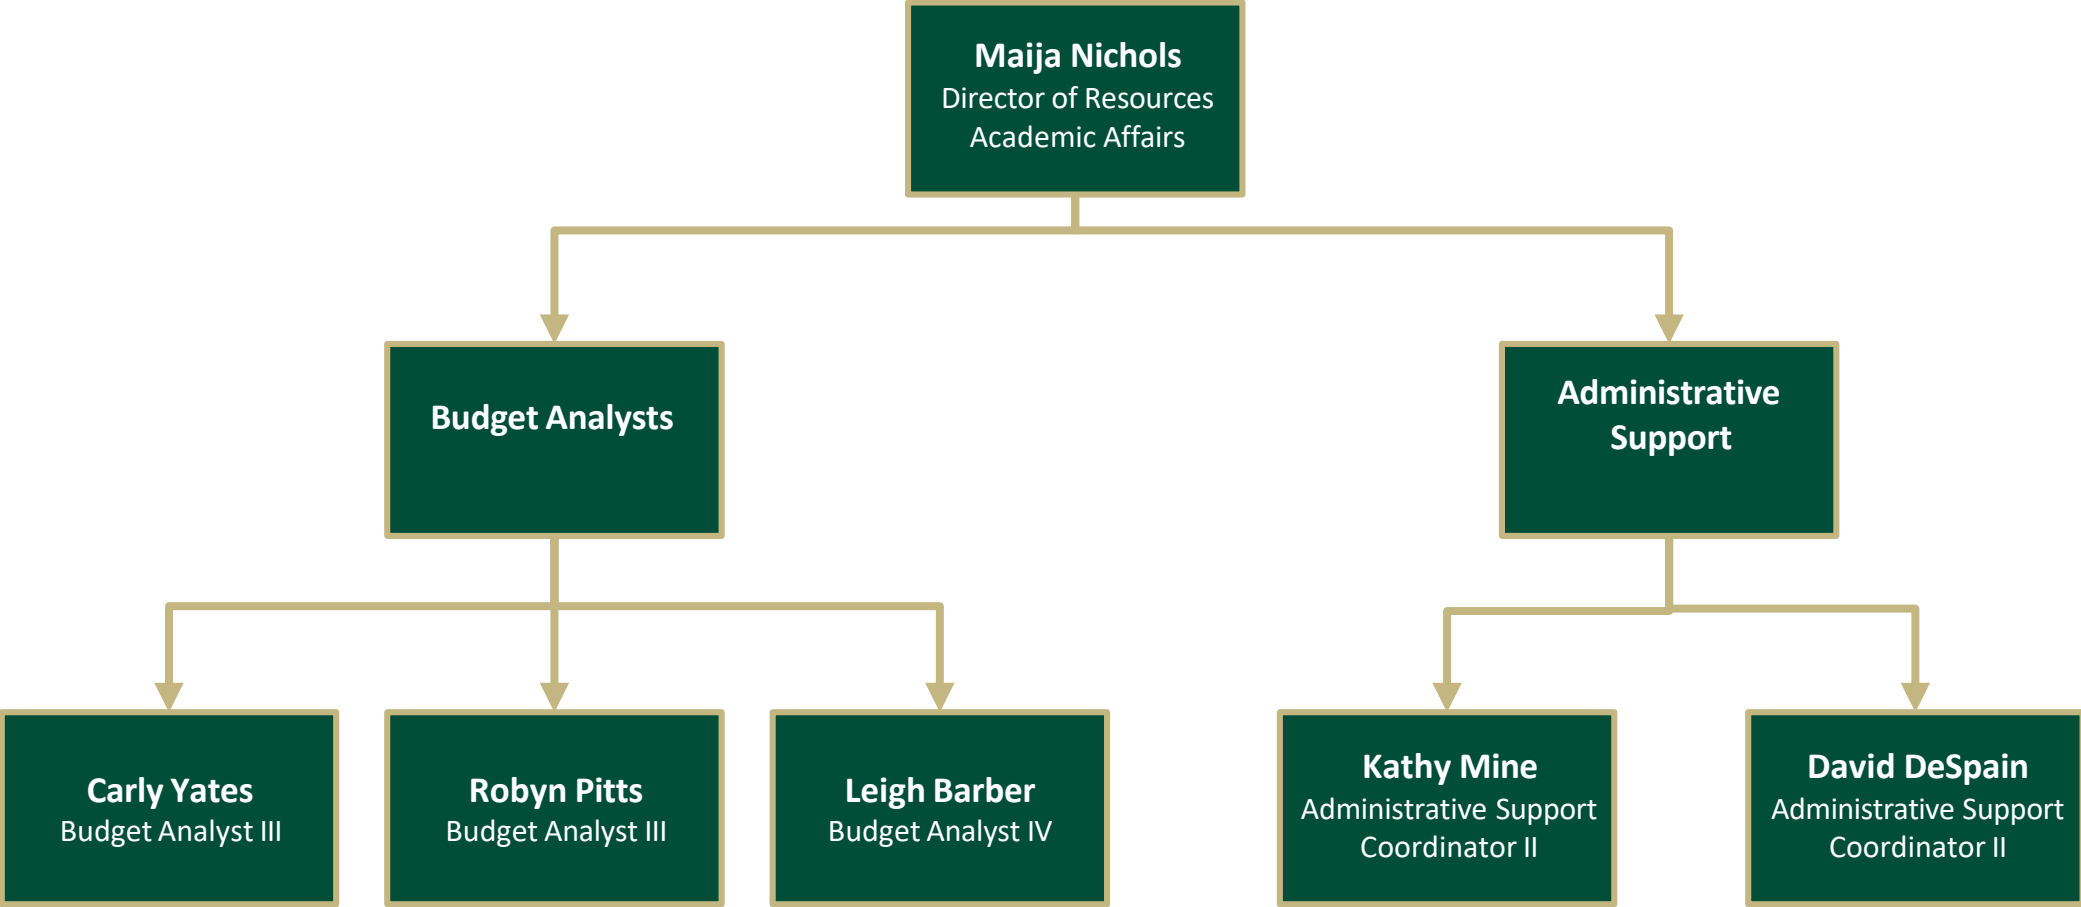 Maija Nichols
Director of Resources
Academic Affairs
Budget Analysts
Administrative
Support
Carly Yates
Budget Analyst III
Robyn Pitts
Budget Analyst III
Leigh Barber
Budget Analyst IV
Kathy Mine
Administrative Support
Coordinator II
David DeSpain
Administrative Support
Coordinator II